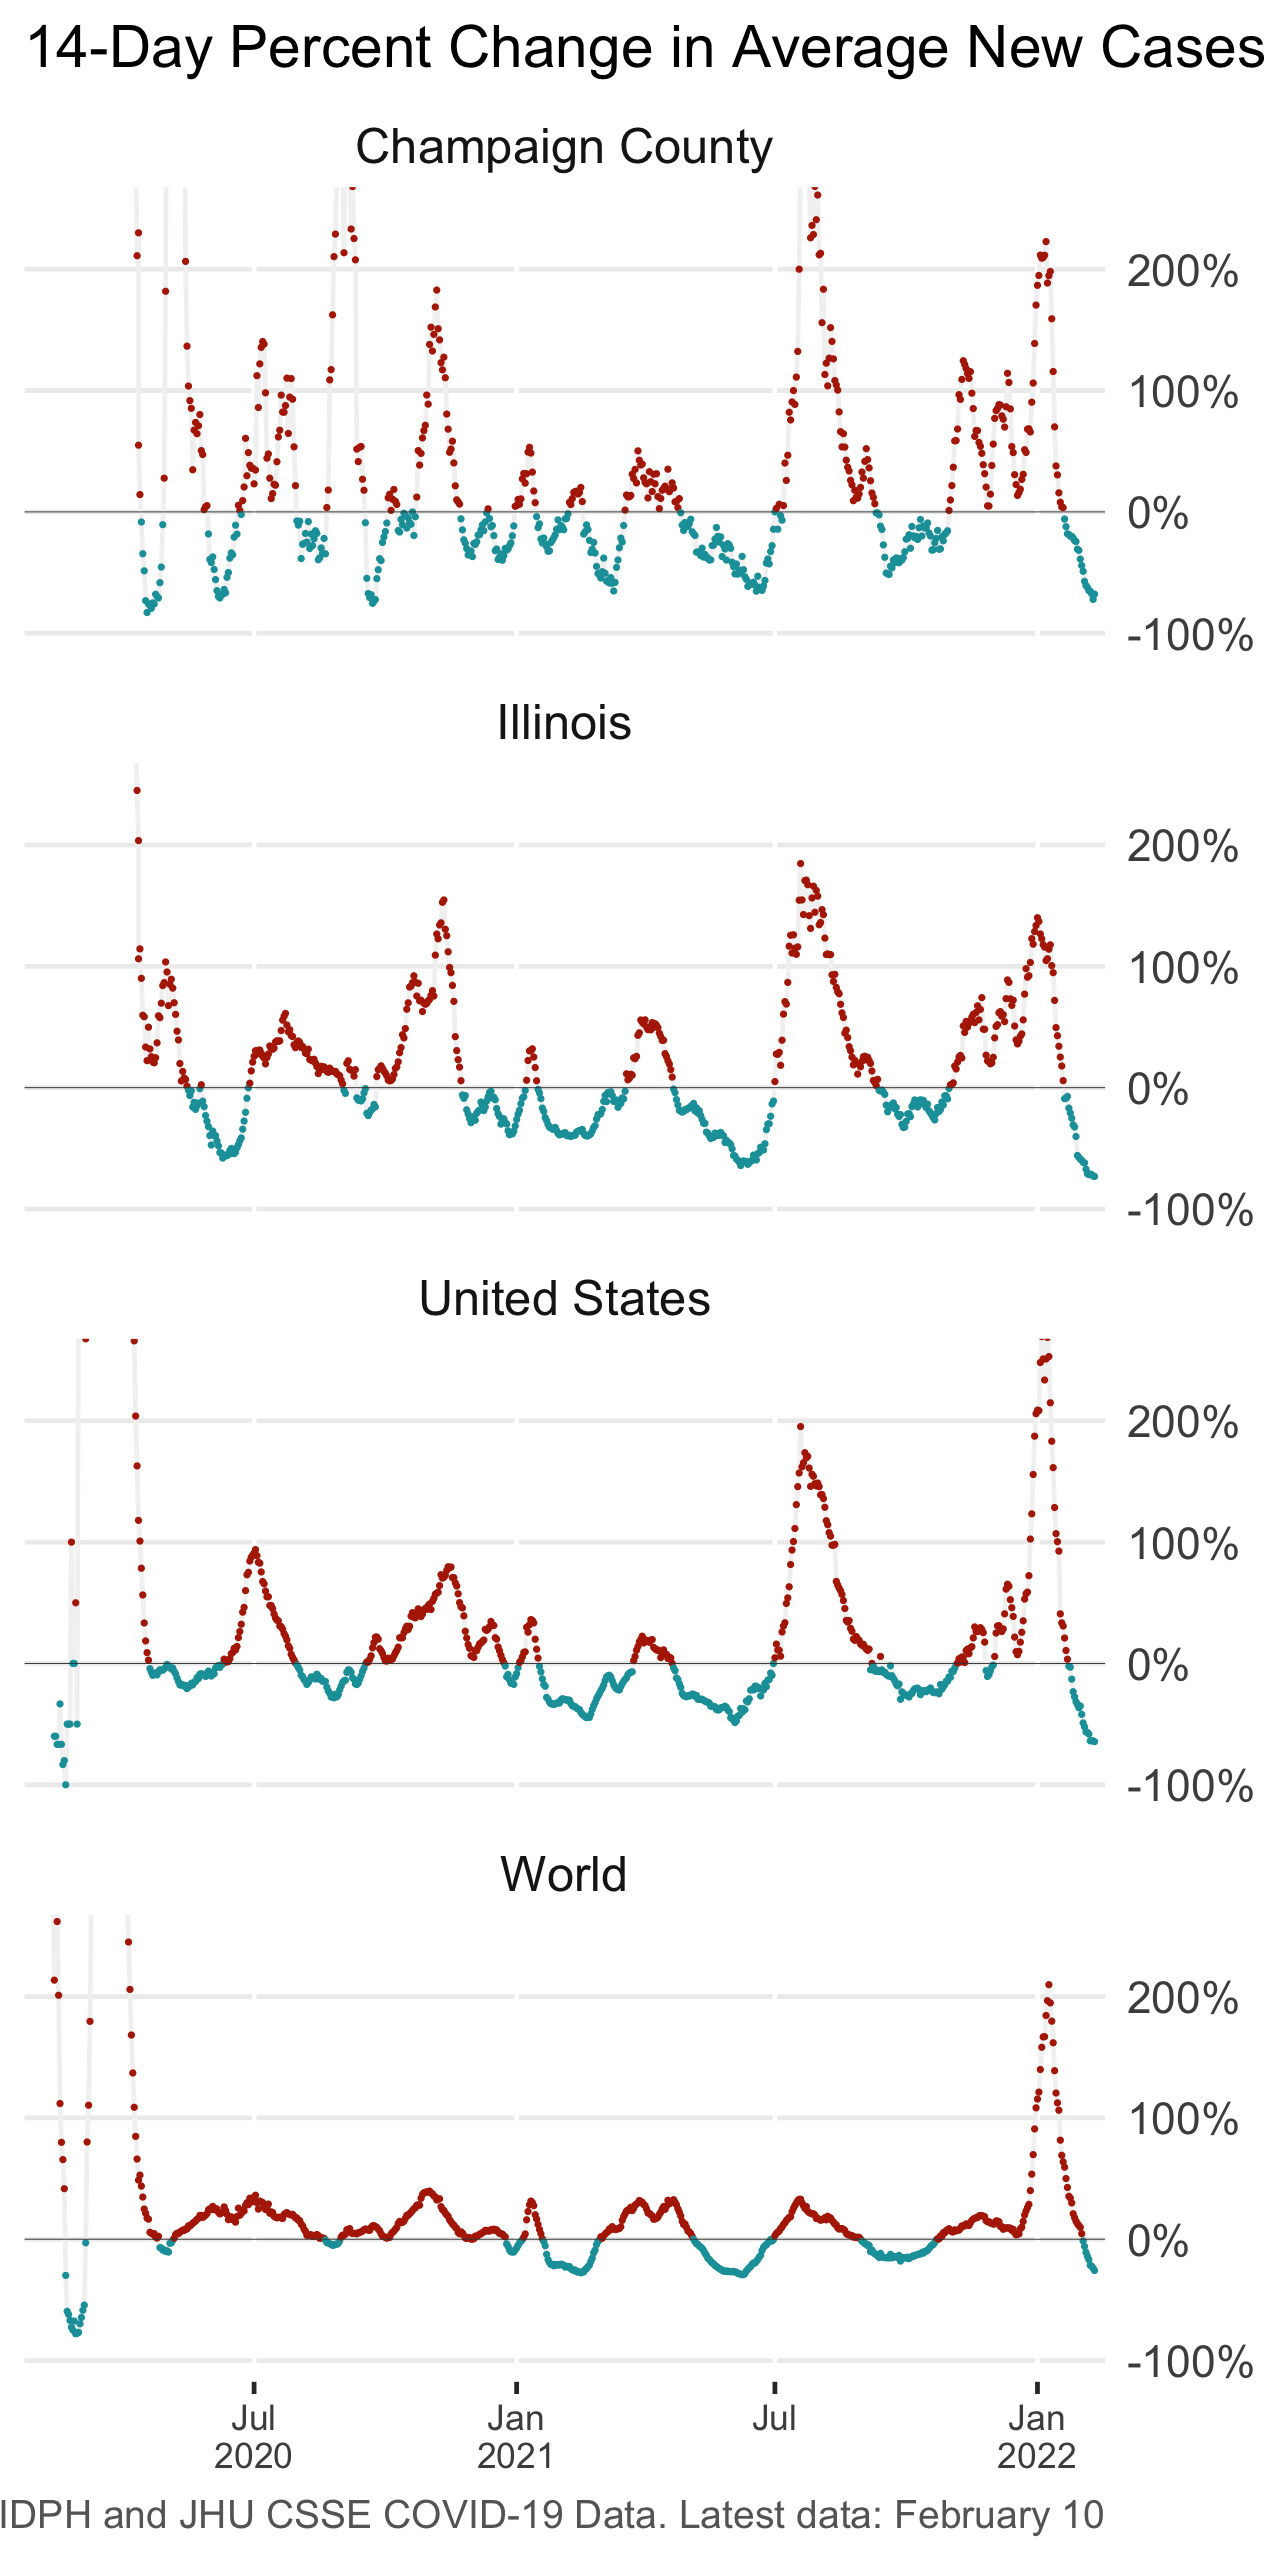 14-Day Percent Change in Average New Cases
Champaign County
200%
100%
0%
-100%
Illinois
200%
100%
0%
-100%
United States
200%
100%
0%
-100%
World
200%
100%
0%
-100%
Jul Jan Jul Jan
2020 2021 2022
IDPH and JHU CSSE COVID-19 Data. Latest data: February 10